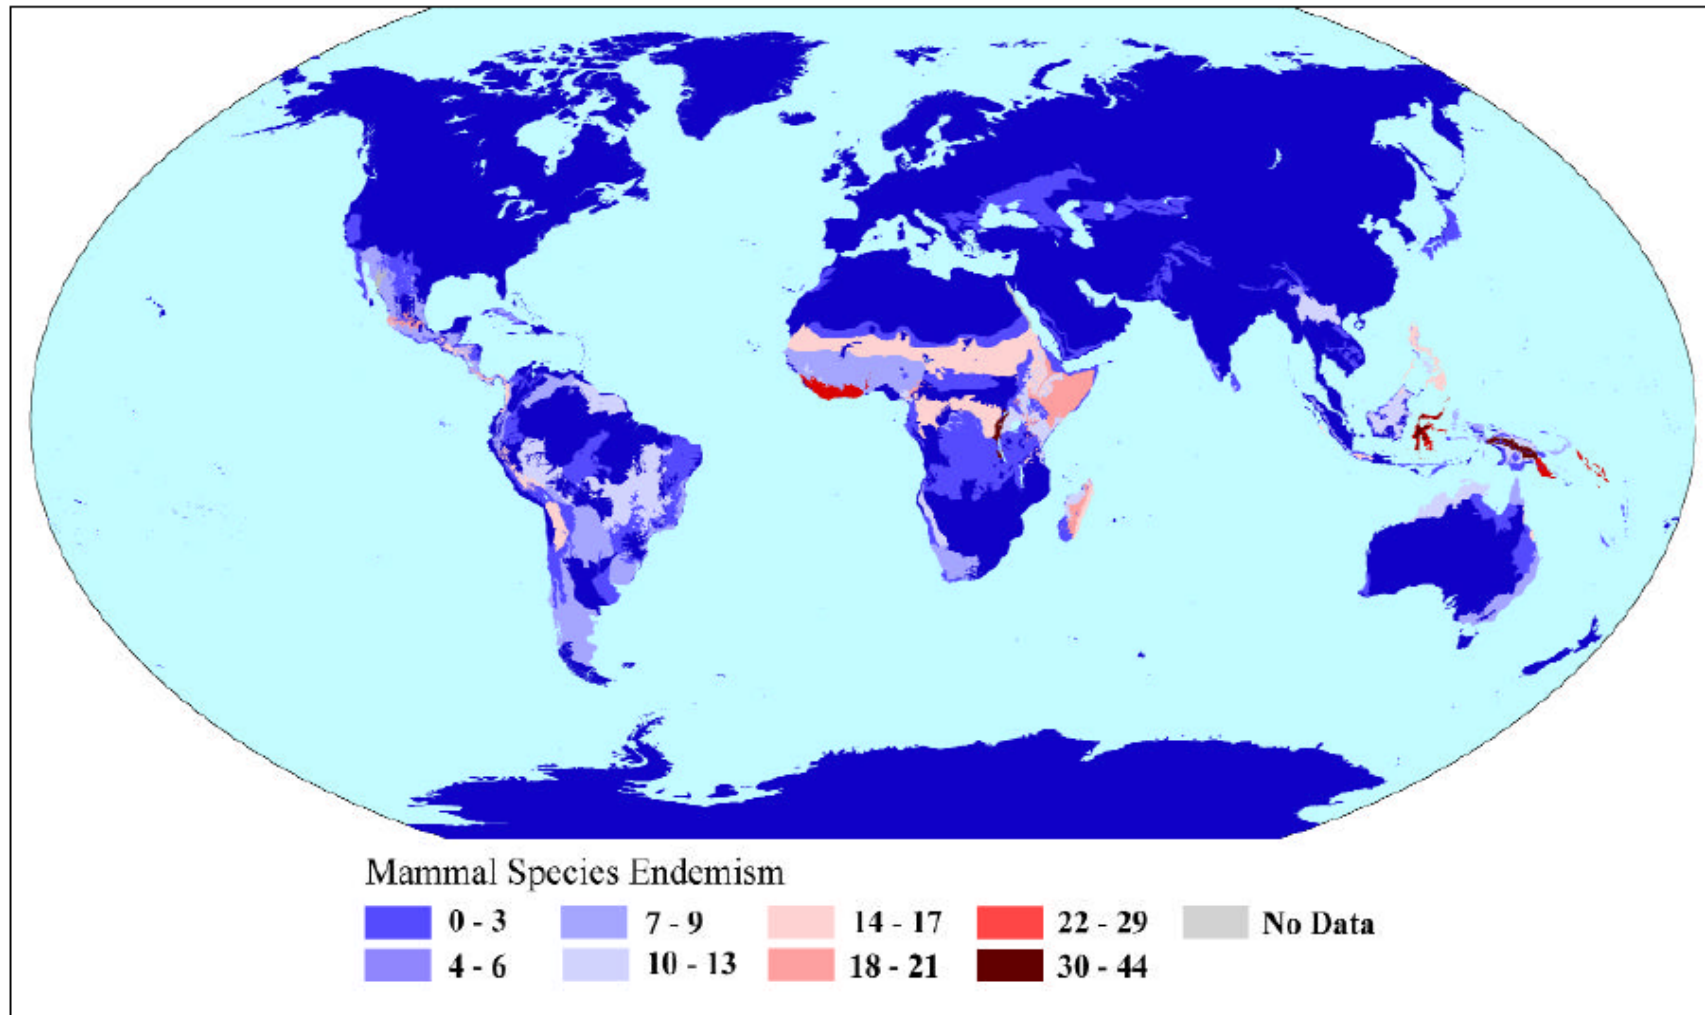 Mammal Species Endemism
0 - 3 7 - 9 14 - 17 22 - 29 No Data
4 - 6 10 - 13 18 - 21 30 - 44